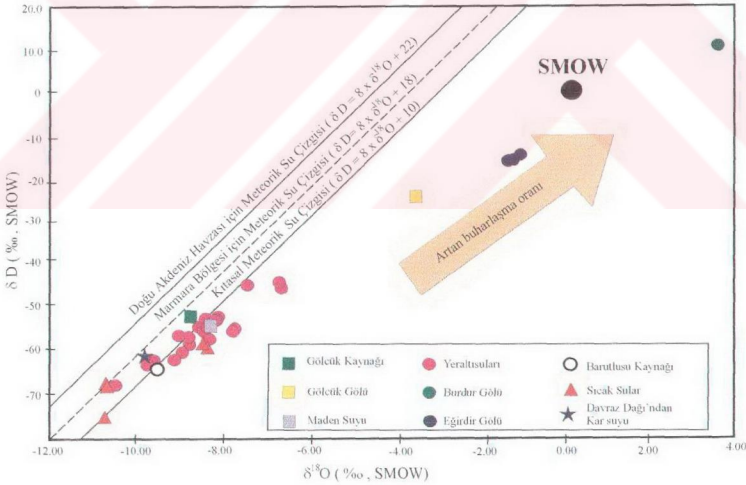 20.0
0
-10
-20
-30
-40
-50
-60
-70
-12.00
-10.00
-8.00
-6.00
-4.00
-2.00
0.00
2.00
4.00
δ D ( ‰ , SMOW)
δ18O ( ‰ , SMOW)
Doğu Akdeniz Havzası için Meteorik Su Çizgisi ( δ D = 8 x δ18O + 22)
Marmara Bölgesi için Meteorik Su Çizgisi ( δ D= 8 x δ18O + 18)
Kıtasal Meteorik Su Çizgisi ( δ D= 8 x δ18O + 10)
SMOW
Artan buharlaşma oranı
Gölcük Kaynağı
Yeraltısuları
Barutlusu Kaynağı
Gölcük Gölü
Burdur Gölü
Sıcak Sular
Maden Suyu
Eğirdir Gölü
Davraz Dağı'ndan
Kar suyu